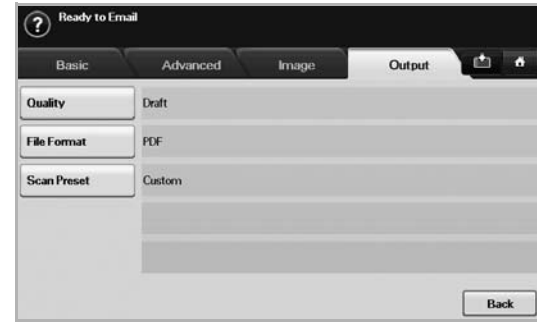 Ready to Email
Basic Advanced Image Output
Quality Draft
File Format PDF
Scan Preset Custom
Back